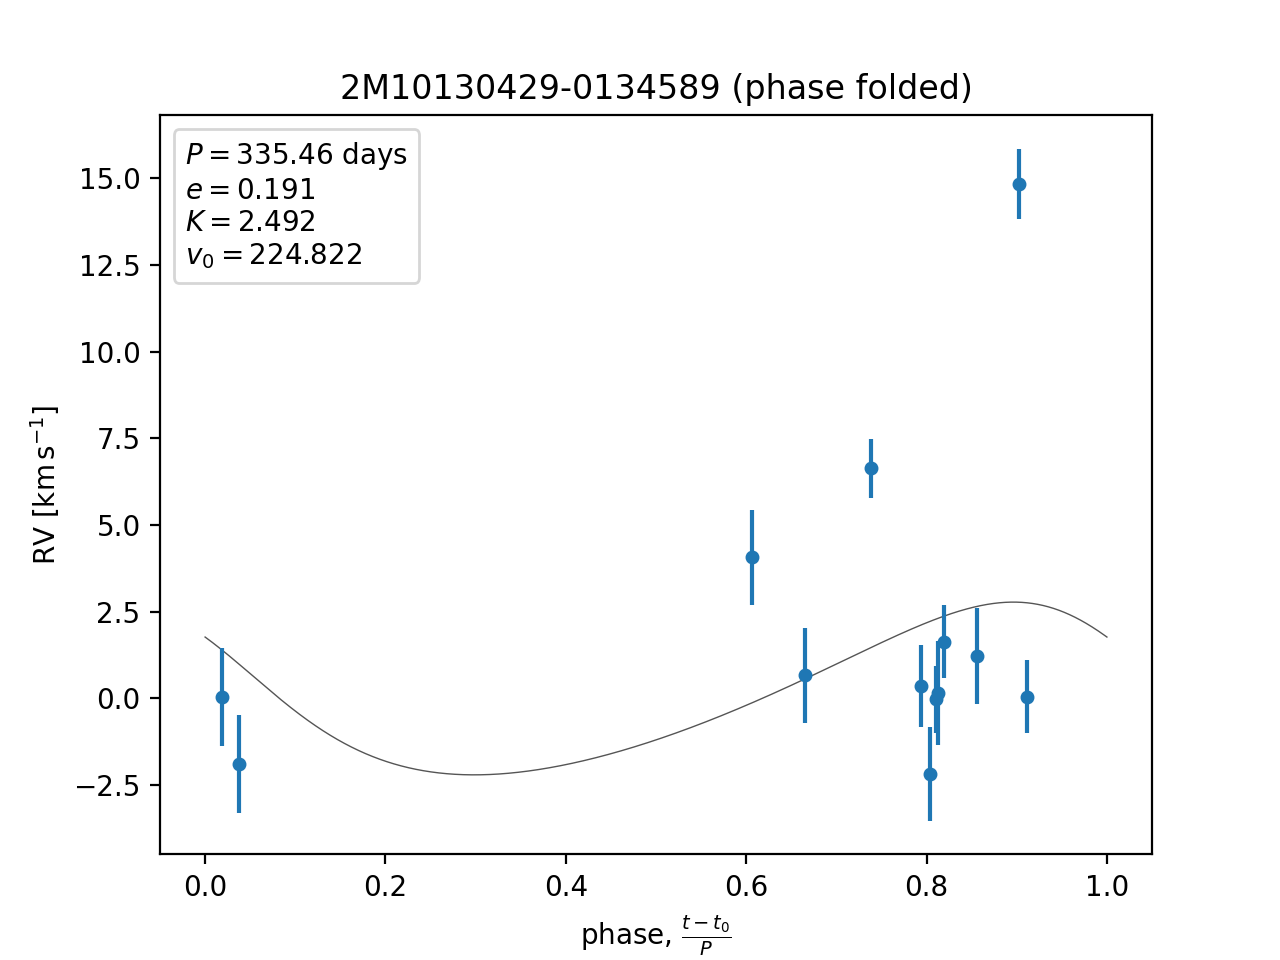 2M10130429-0134589 (phase folded)
P = 335.46 days
e = 0.191
K = 2.492
v₀ = 224.822
15.0
12.5
10.0
7.5
5.0
2.5
0.0
−2.5
RV [km s⁻¹]
0.0 0.2 0.4 0.6 0.8 1.0
phase, (t − t₀)/P